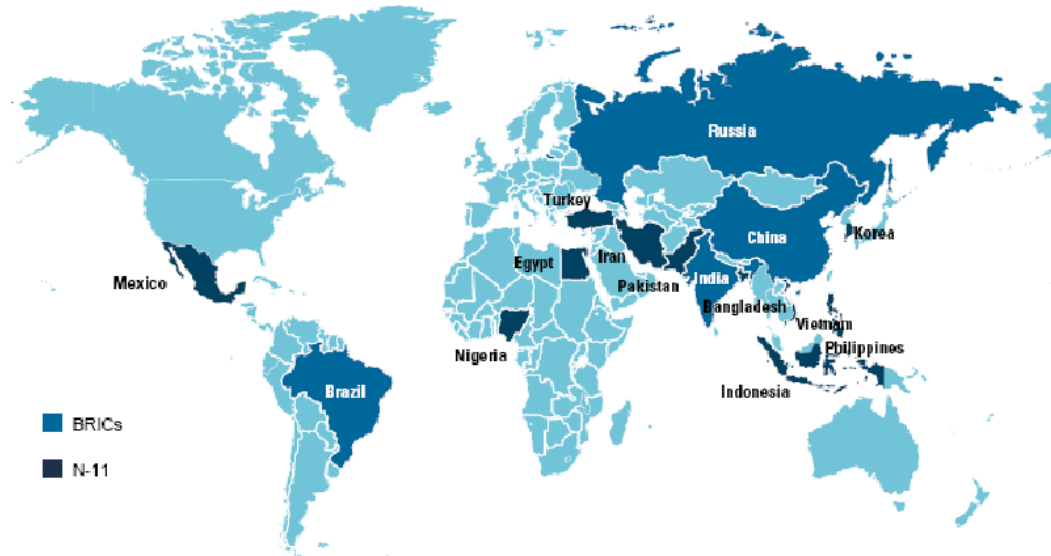 Russia
Turkey
China
Korea
Mexico
Egypt
Iran
India
Pakistan
Bangladesh
Vietnam
Nigeria
Philippines
Brazil
Indonesia
BRICs
N-11